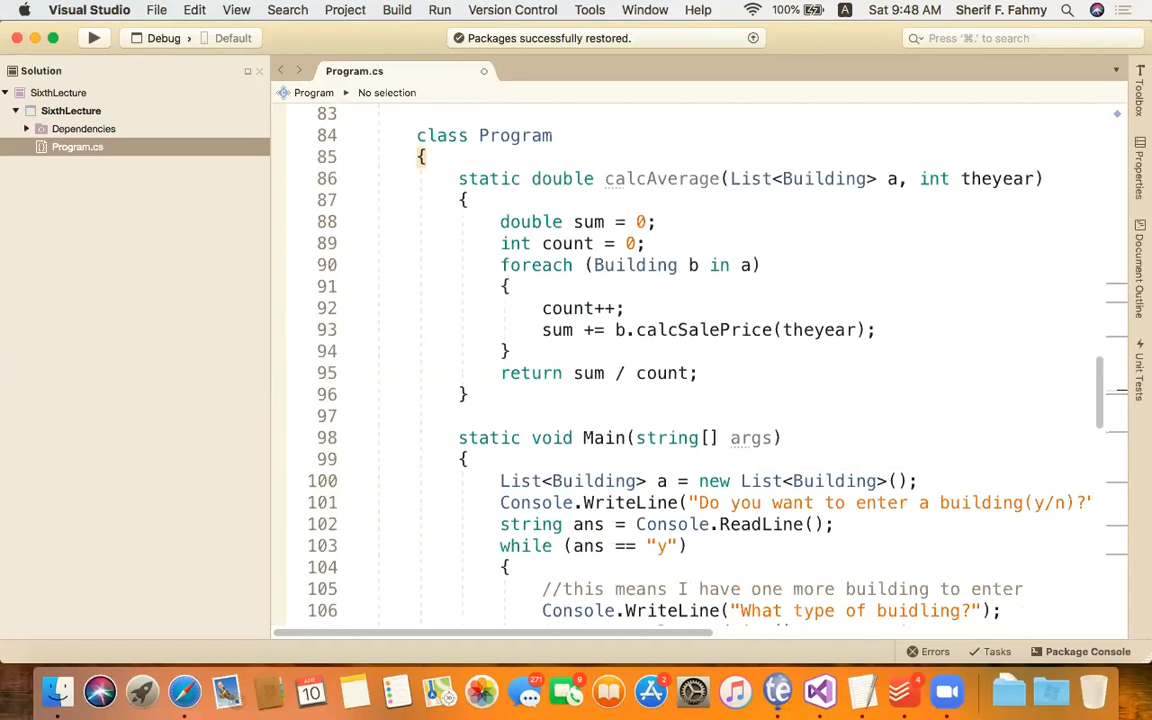 Visual Studio File Edit View Search Project Build Run Version Control Tools Window Help 100% A Sat 9:48 AM Sherif F. Fahmy
Debug Default Packages successfully restored. Press ‘⌘.’ to search
Solution
Program.cs
SixthLecture
Program No selection
SixthLecture
Dependencies
Program.cs
83
84 class Program
85 {
86 static double calcAverage(List<Building> a, int theyear)
87 {
88 double sum = 0;
89 int count = 0;
90 foreach (Building b in a)
91 {
92 count++;
93 sum += b.calcSalePrice(theyear);
94 }
95 return sum / count;
96 }
97
98 static void Main(string[] args)
99 {
100 List<Building> a = new List<Building>();
101 Console.WriteLine("Do you want to enter a building(y/n)?"
102 string ans = Console.ReadLine();
103 while (ans == "y")
104 {
105 //this means I have one more building to enter
106 Console.WriteLine("What type of buidling?");
Toolbox
Properties
Document Outline
Unit Tests
Errors Tasks Package Console
APR
10
271
9
2
te
3